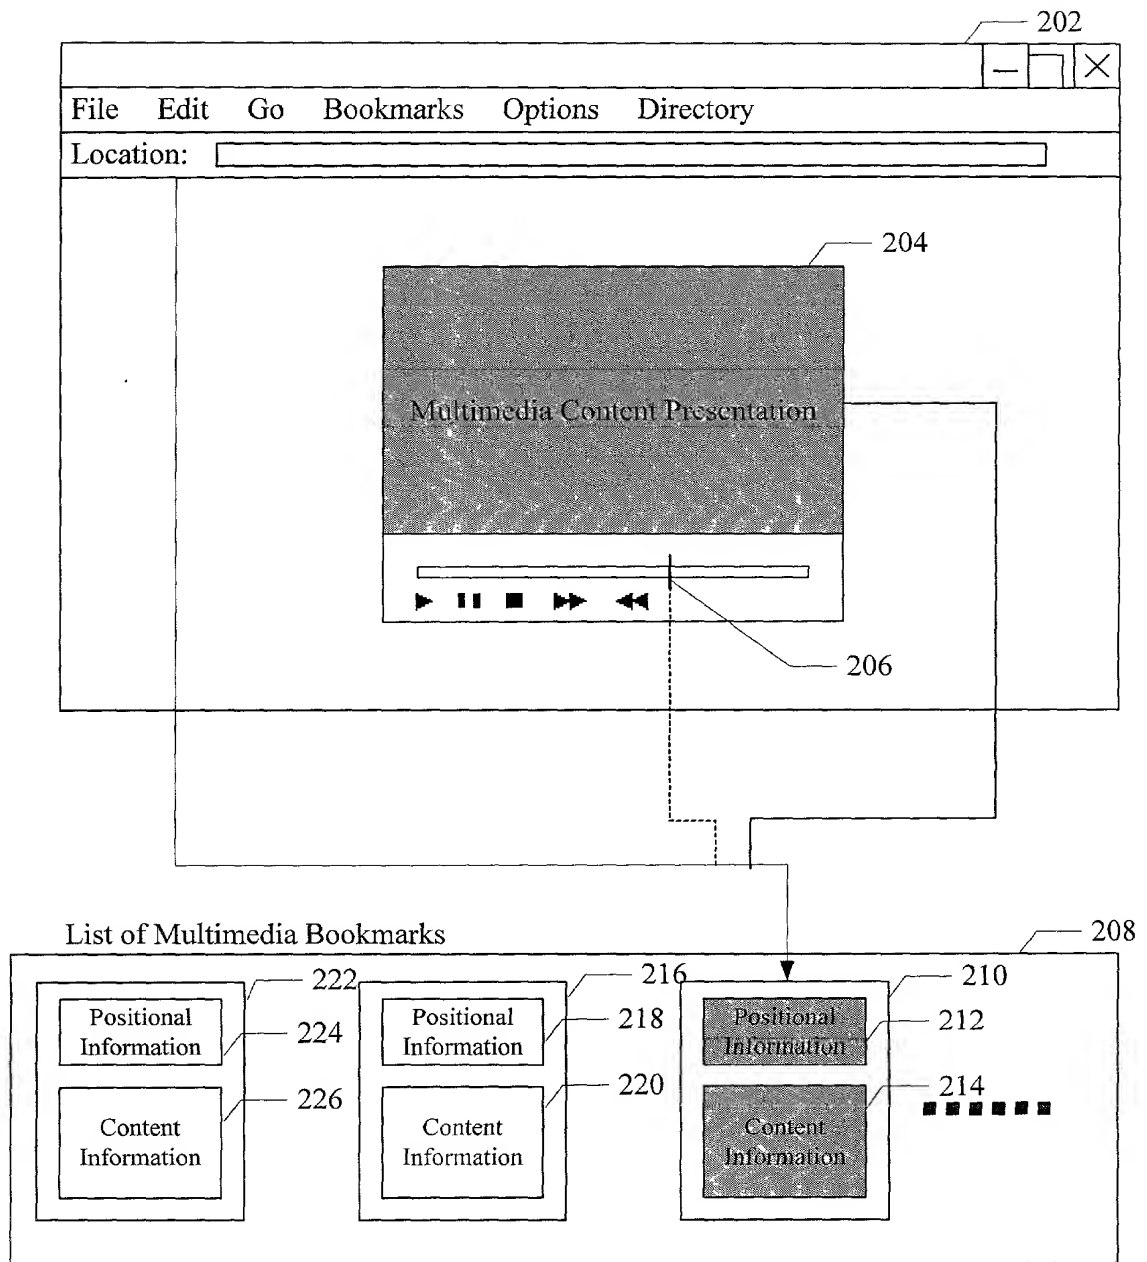 202
File Edit Go Bookmarks Options Directory
Location:
204
Multimedia Content Presentation
206
List of Multimedia Bookmarks
208
222
216
210
Positional
Information
224
Positional
Information
218
Positional
Information
212
226
220
214
Content
Information
Content
Information
Content
Information